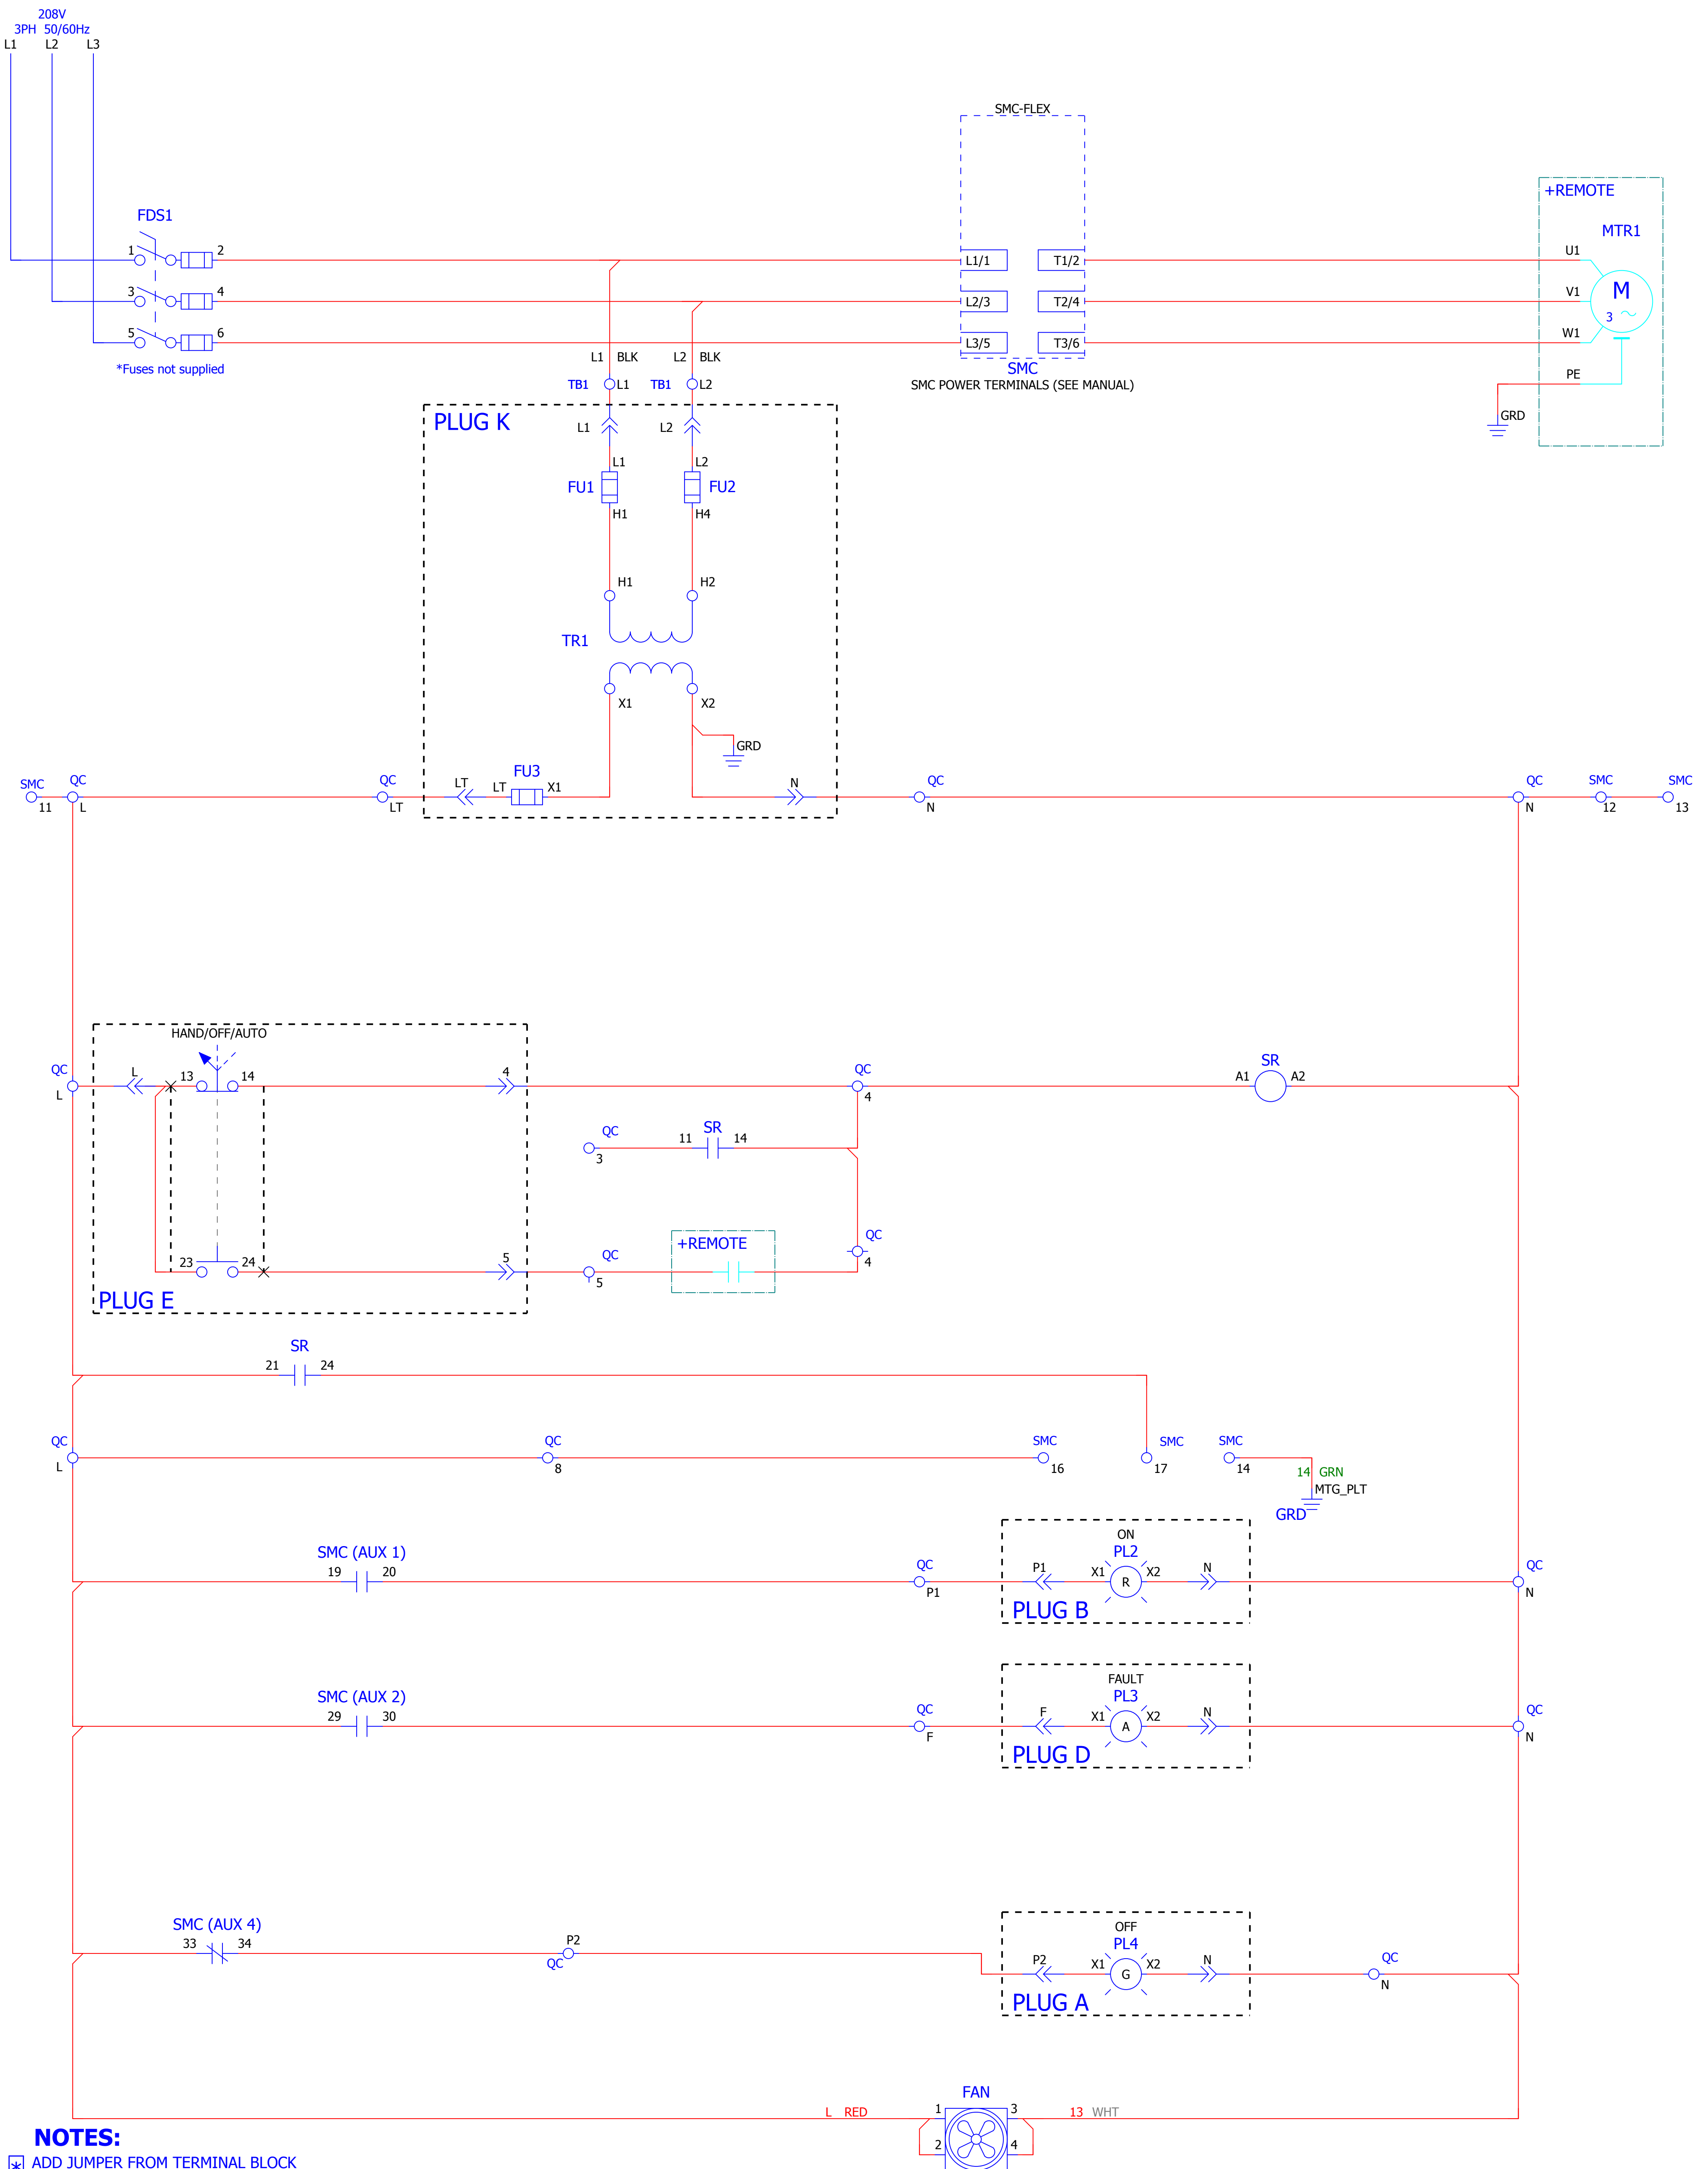 208V
3PH 50/60Hz
L1 L2 L3
SMC-FLEX
+REMOTE
FDS1
MTR1
1 2 L1/1 T1/2 U1
3 4 L2/3 T2/4 V1 M
3
5 6 L3/5 T3/6 W1
*Fuses not supplied
L1 BLK L2 BLK
SMC
TB1 L1 TB1 L2
SMC POWER TERMINALS (SEE MANUAL)
PE
GRD
PLUG K
L1 L2
L1 L2
FU1 FU2
H1 H4
H1 H2
TR1
X1 X2
GRD
FU3
SMC QC QC LT LT X1 N QC QC SMC SMC
11 L LT N N 12 13
HAND/OFF/AUTO
QC L 13 14 4 QC A1 SR A2
L 4
QC 11 SR 14
3
+REMOTE
QC
4
23 24 5 QC
5
PLUG E
SR
21 24
QC QC SMC SMC SMC
L 8 16 17 14
14 GRN
MTG_PLT
GRD
ON
SMC (AUX 1) PL2
19 20 QC P1 X1 R X2 N QC
P1 N
PLUG B
FAULT
SMC (AUX 2) PL3
29 30 QC F X1 A X2 N QC
F N
PLUG D
OFF
SMC (AUX 4) PL4
33 34 P2
QC
P2 X1 G X2 N QC
N
PLUG A
FAN
L RED 1 3 13 WHT
2 4
NOTES:
* ADD JUMPER FROM TERMINAL BLOCK